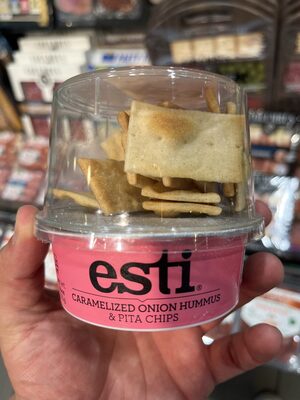 esti®
CARAMELIZED ONION HUMMUS
& PITA CHIPS